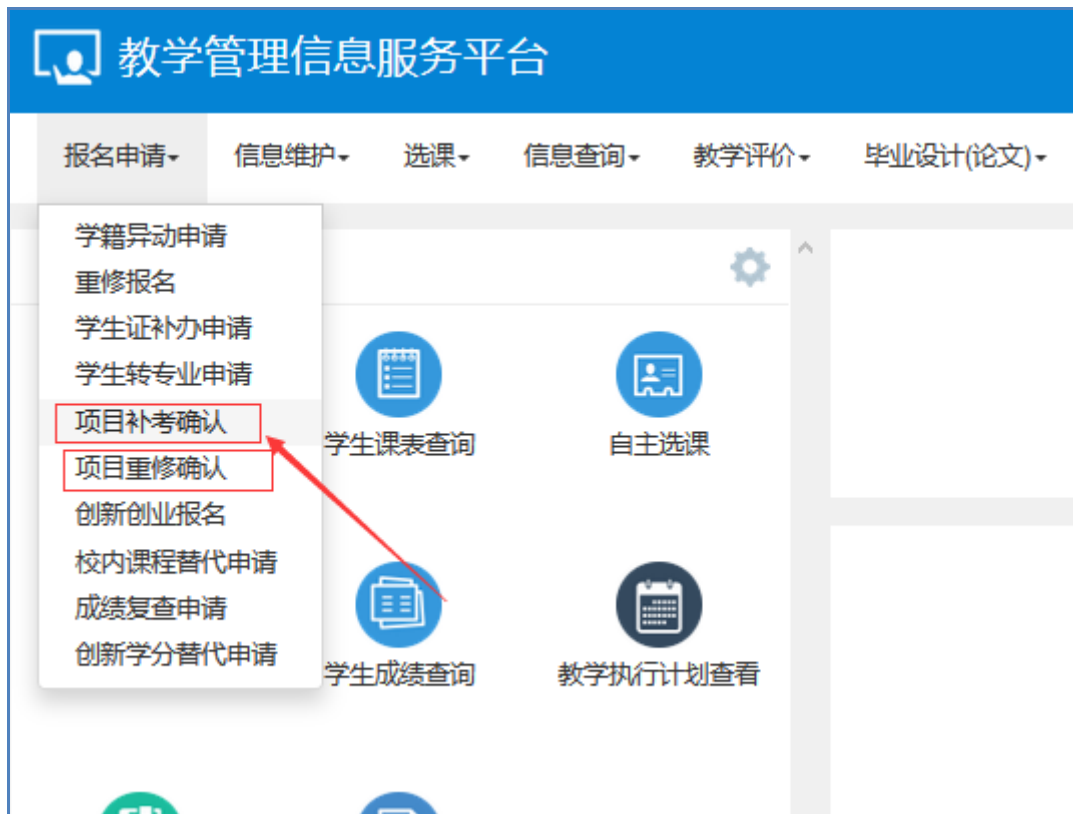 教学管理信息服务平台
报名申请 信息维护 选课 信息查询 教学评价 毕业设计(论文)
学籍异动申请
重修报名
学生证补办申请
学生转专业申请
项目补考确认
项目重修确认
创新创业报名
校内课程替代申请
成绩复查申请
创新学分替代申请
学生课表查询 自主选课
学生成绩查询 教学执行计划查看